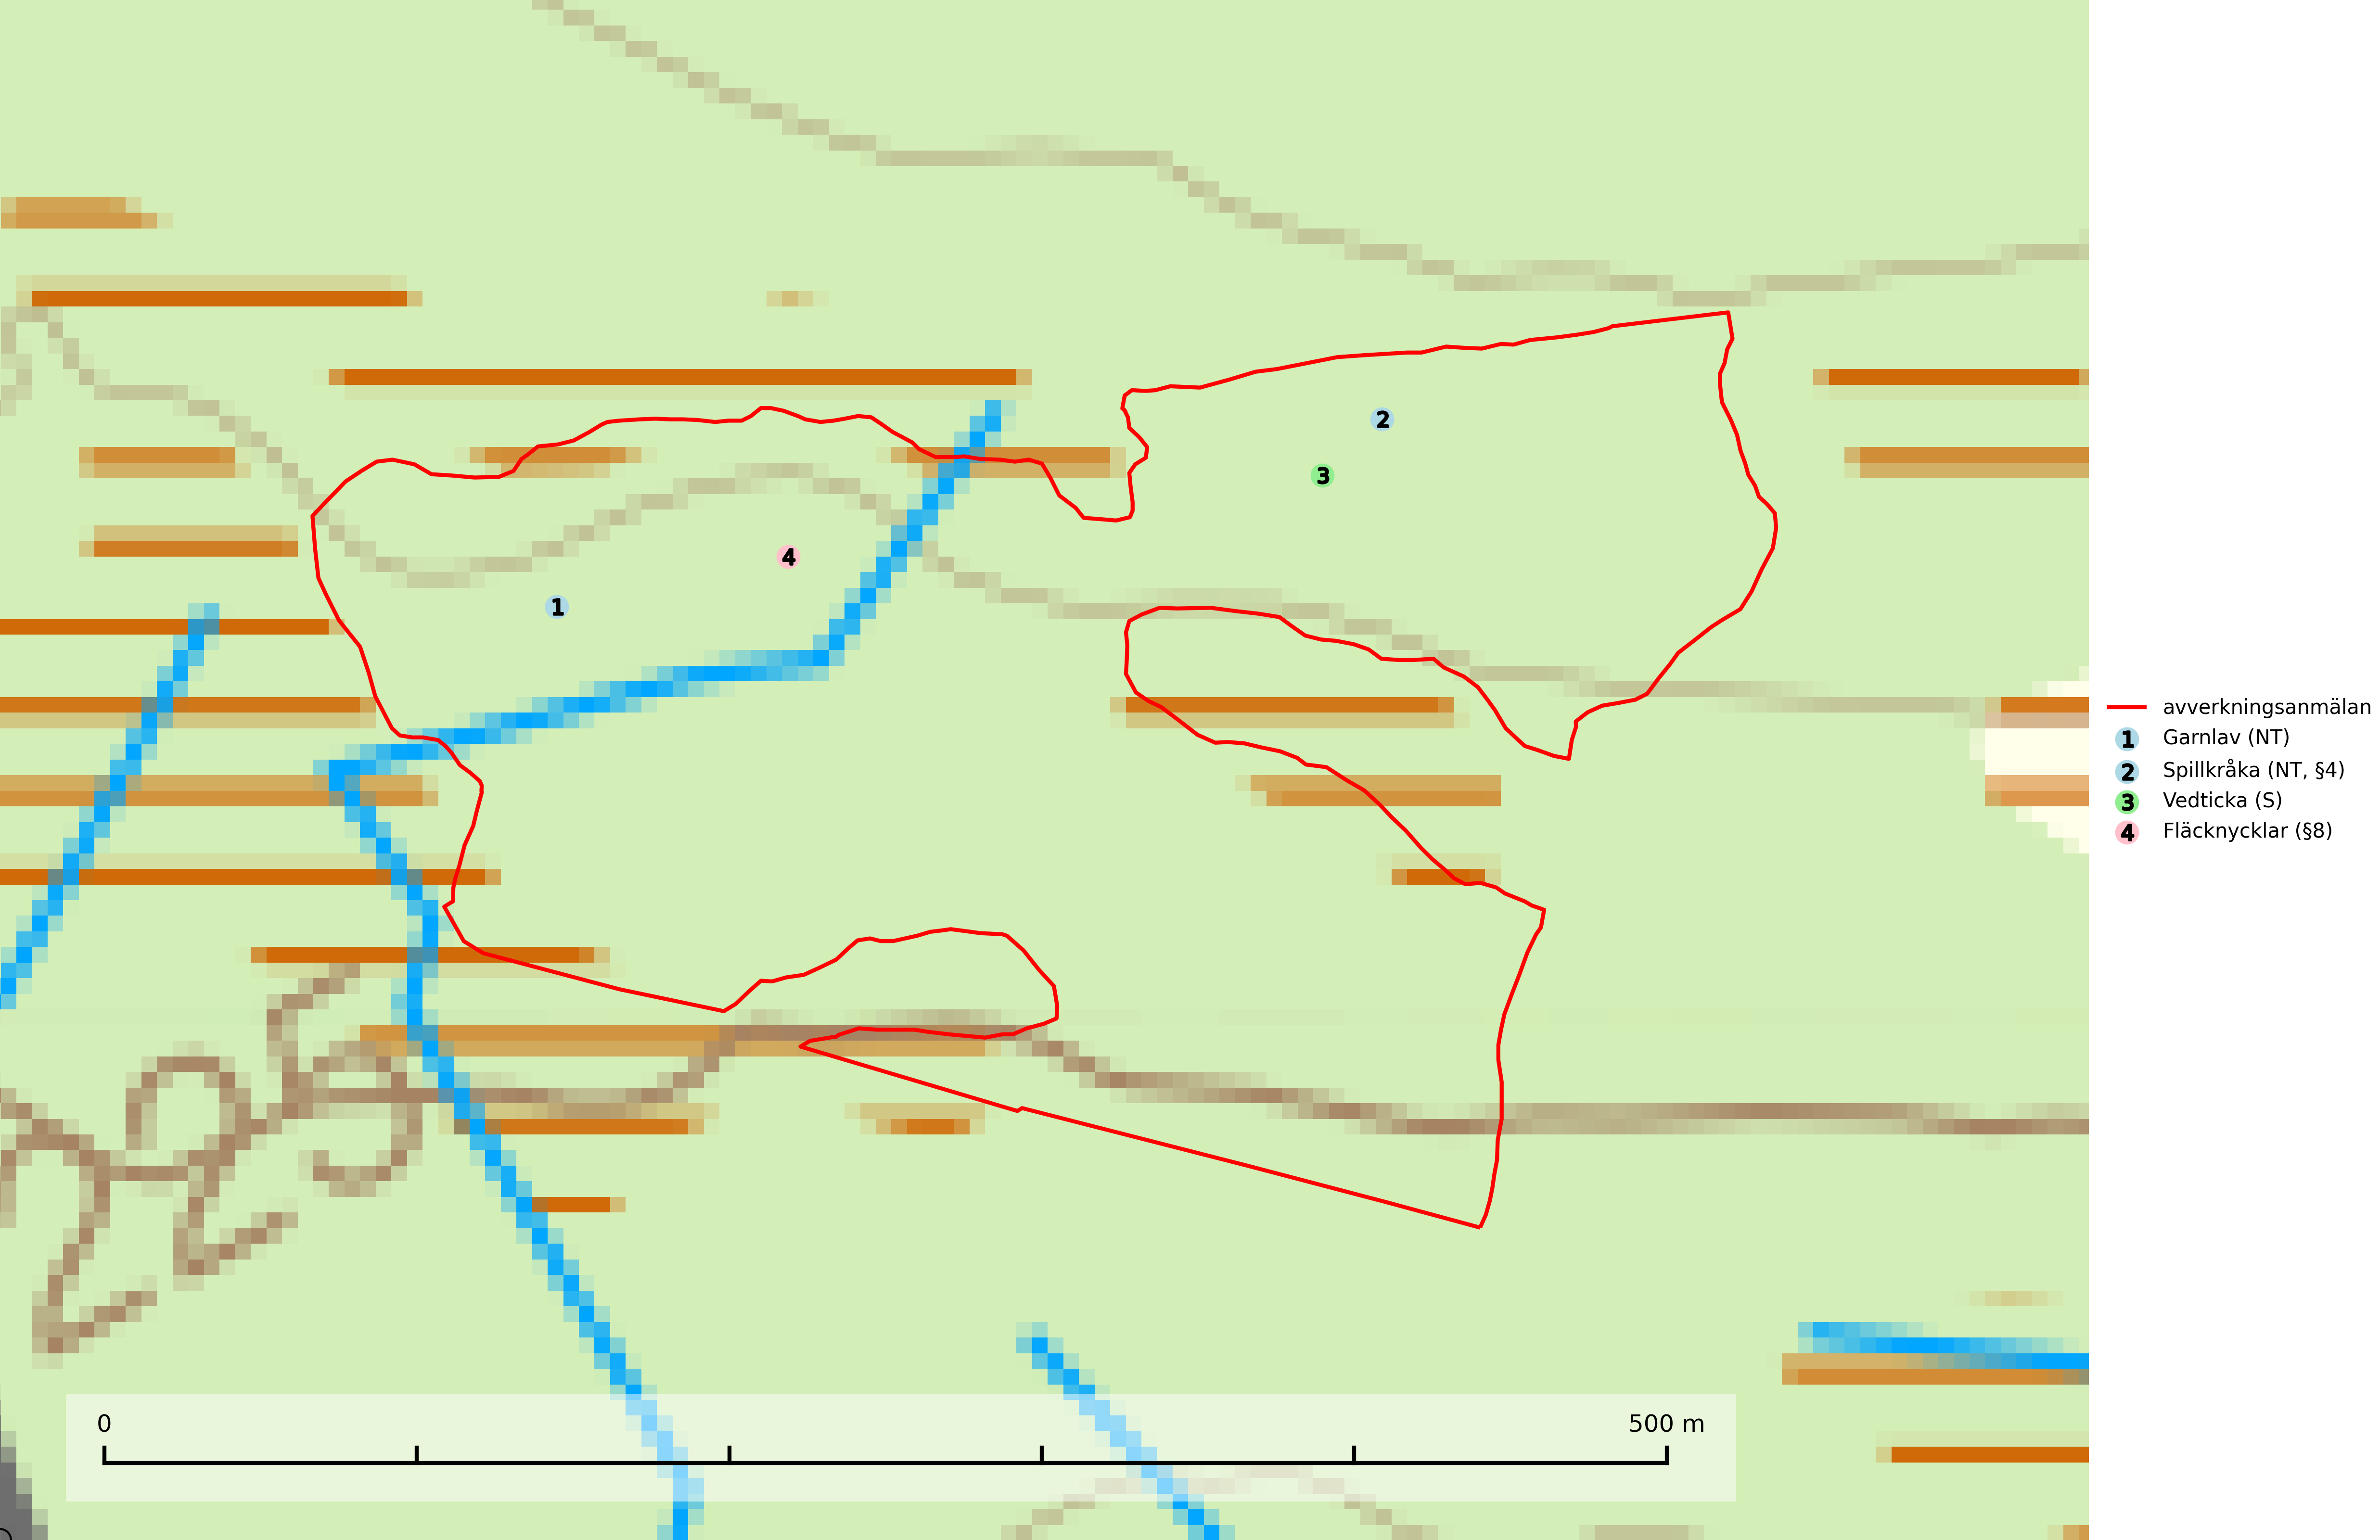 2
3
4
1
avverkningsanmälan
1 Garnlav (NT)
2 Spillkråka (NT, §4)
3 Vedticka (S)
4 Fläcknycklar (§8)
0 500 m